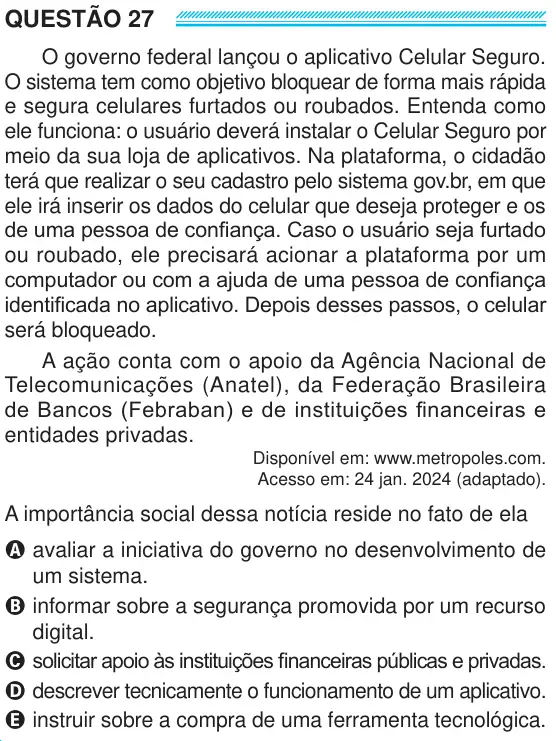 QUESTÃO 27
O governo federal lançou o aplicativo Celular Seguro.
O sistema tem como objetivo bloquear de forma mais rápida
e segura celulares furtados ou roubados. Entenda como
ele funciona: o usuário deverá instalar o Celular Seguro por
meio da sua loja de aplicativos. Na plataforma, o cidadão
terá que realizar o seu cadastro pelo sistema gov.br, em que
ele irá inserir os dados do celular que deseja proteger e os
de uma pessoa de confiança. Caso o usuário seja furtado
ou roubado, ele precisará acionar a plataforma por um
computador ou com a ajuda de uma pessoa de confiança
identificada no aplicativo. Depois desses passos, o celular
será bloqueado.
A ação conta com o apoio da Agência Nacional de
Telecomunicações (Anatel), da Federação Brasileira
de Bancos (Febraban) e de instituições financeiras e
entidades privadas.
Disponível em: www.metropoles.com.
Acesso em: 24 jan. 2024 (adaptado).
A importância social dessa notícia reside no fato de ela
A avaliar a iniciativa do governo no desenvolvimento de
um sistema.
B informar sobre a segurança promovida por um recurso
digital.
C solicitar apoio às instituições financeiras públicas e privadas.
D descrever tecnicamente o funcionamento de um aplicativo.
E instruir sobre a compra de uma ferramenta tecnológica.